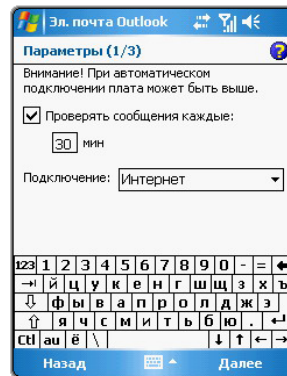 Эл. почта Outlook
Параметры (1/3)
Внимание! При автоматическом
подключении плата может быть выше.
Проверять сообщения каждые:
30 мин
Подключение: Интернет
123 1 2 3 4 5 6 7 8 9 0 - =
й ц у к е н г ш щ з х ъ
ф ы в а п р о л д ж э
я ч с м и т ь б ю .
Ctl au ё \
Назад Далее